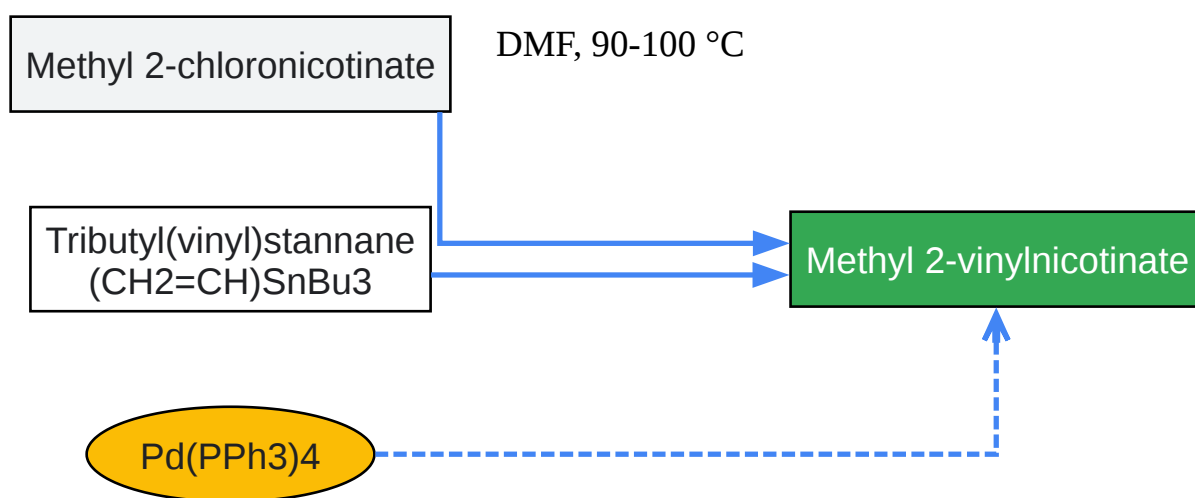 Methyl 2-chloronicotinate
DMF, 90-100 °C
Tributyl(vinyl)stannane
(CH2=CH)SnBu3
Methyl 2-vinylnicotinate
Pd(PPh3)4